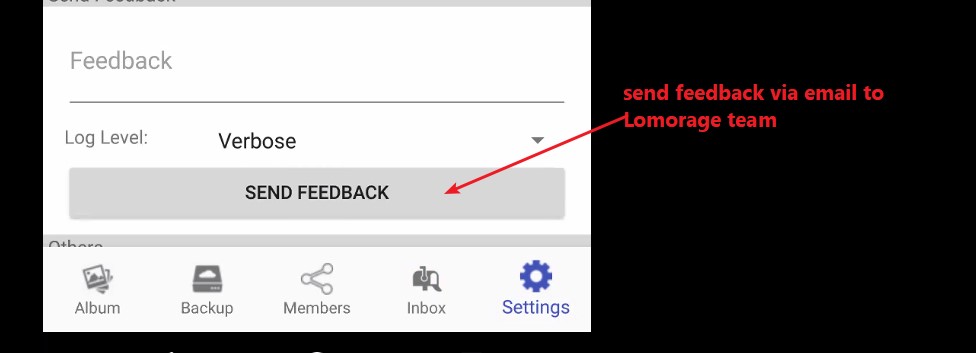 Send Feedback
Feedback
send feedback via email to
Lomorage team
Log Level:
Verbose
SEND FEEDBACK
Others
Album
Backup
Members
Inbox
Settings